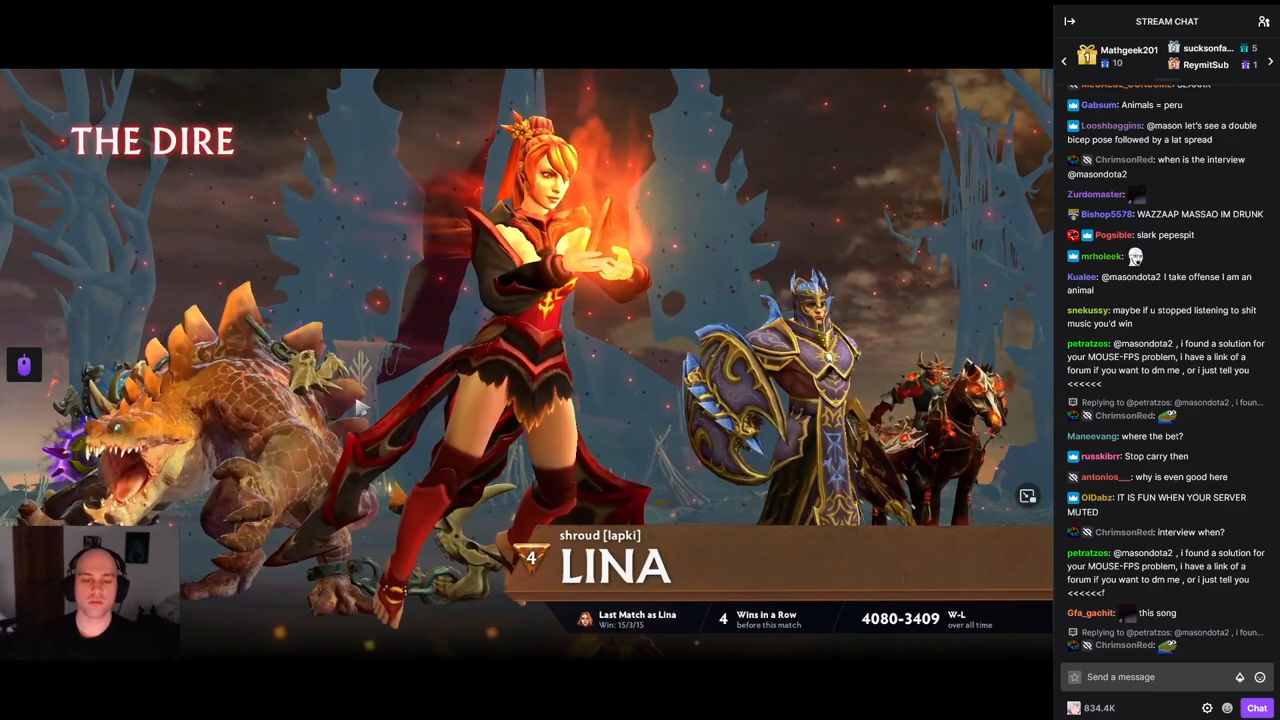 THE DIRE
4
shroud [lapki]
LINA
Last Match as Lina
Win: 15/3/15
4
Wins In a Row
before this match
4080-3409
W-L
over all time
STREAM CHAT
1
Mathgeek201
10
sucksonfa...
5
ReymitSub
1
Gabsum: Animals = peru
Looshbaggins: @mason let's see a double
bicep pose followed by a lat spread
ChrimsonRed: when is the interview
@masondota2
Zurdomaster:
Bishop5578: WAZZAAP MASSAO IM DRUNK
Pogsible: slark pepespit
mrholeek:
Kualee: @masondota2 I take offense I am an
animal
snekussy: maybe if u stopped listening to shit
music you'd win
petratzos: @masondota2 , i found a solution for
your MOUSE-FPS problem, i have a link of a
forum if you want to dm me , or i just tell you
<<<<<<
Replying to @petratzos: @masondota2 , i foun...
ChrimsonRed:
Maneevang: where the bet?
russkibrr: Stop carry then
antonios___: why is even good here
OlDabz: IT IS FUN WHEN YOUR SERVER
MUTED
ChrimsonRed: interview when?
petratzos: @masondota2 , i found a solution for
your MOUSE-FPS problem, i have a link of a
forum if you want to dm me , or i just tell you
<<<<<<f
Gfa_gachit: this song
Replying to @petratzos: @masondota2 , i foun...
ChrimsonRed:
Send a message
834.4K
Chat